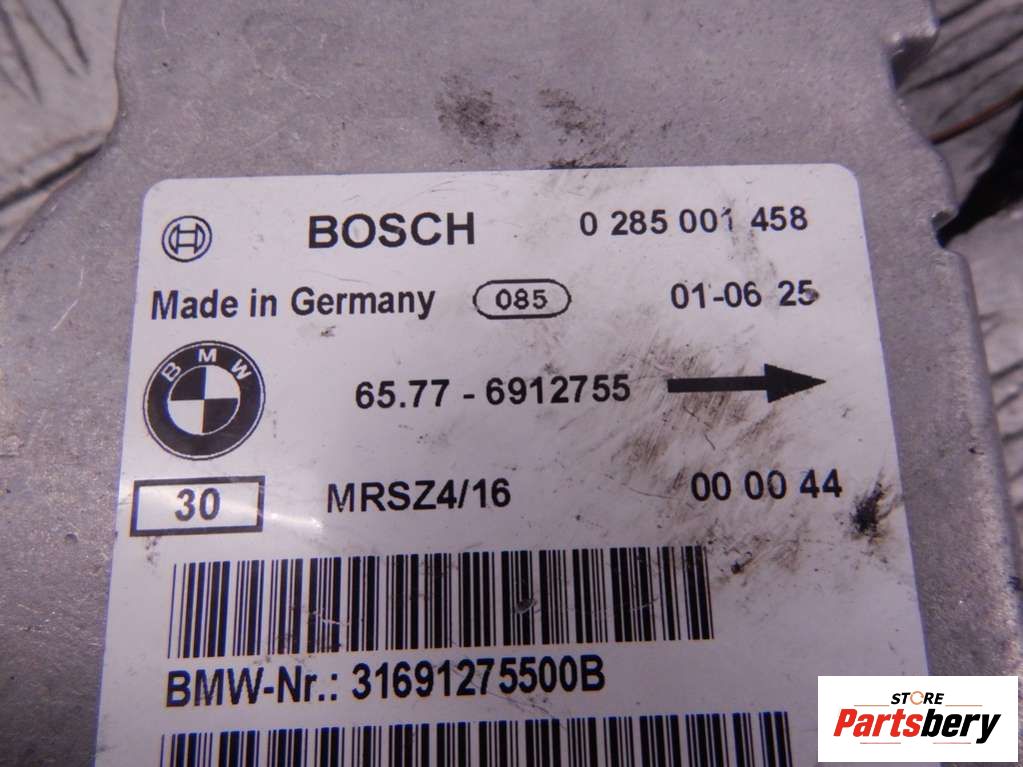 BOSCH 0 285 001 458
Made in Germany 085 01-06 25
BMW
65.77 - 6912755
30 MRSZ4/16 00 00 44
BMW-Nr.: 31691275500B
STORE
Partsbery